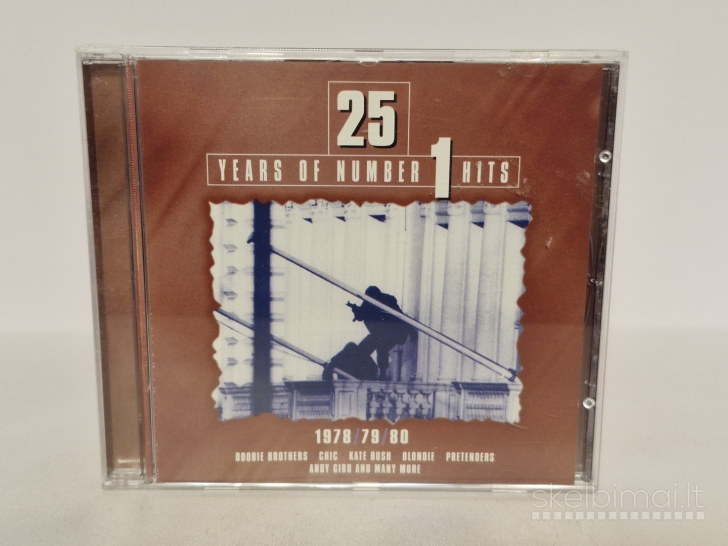 25
YEARS OF NUMBER 1 HITS
1978/79/80
DOOBIE BROTHERS CHIC KATE BUSH BLONDIE PRETENDERS
ANDY GIBB AND MANY MORE
skelbimai.lt